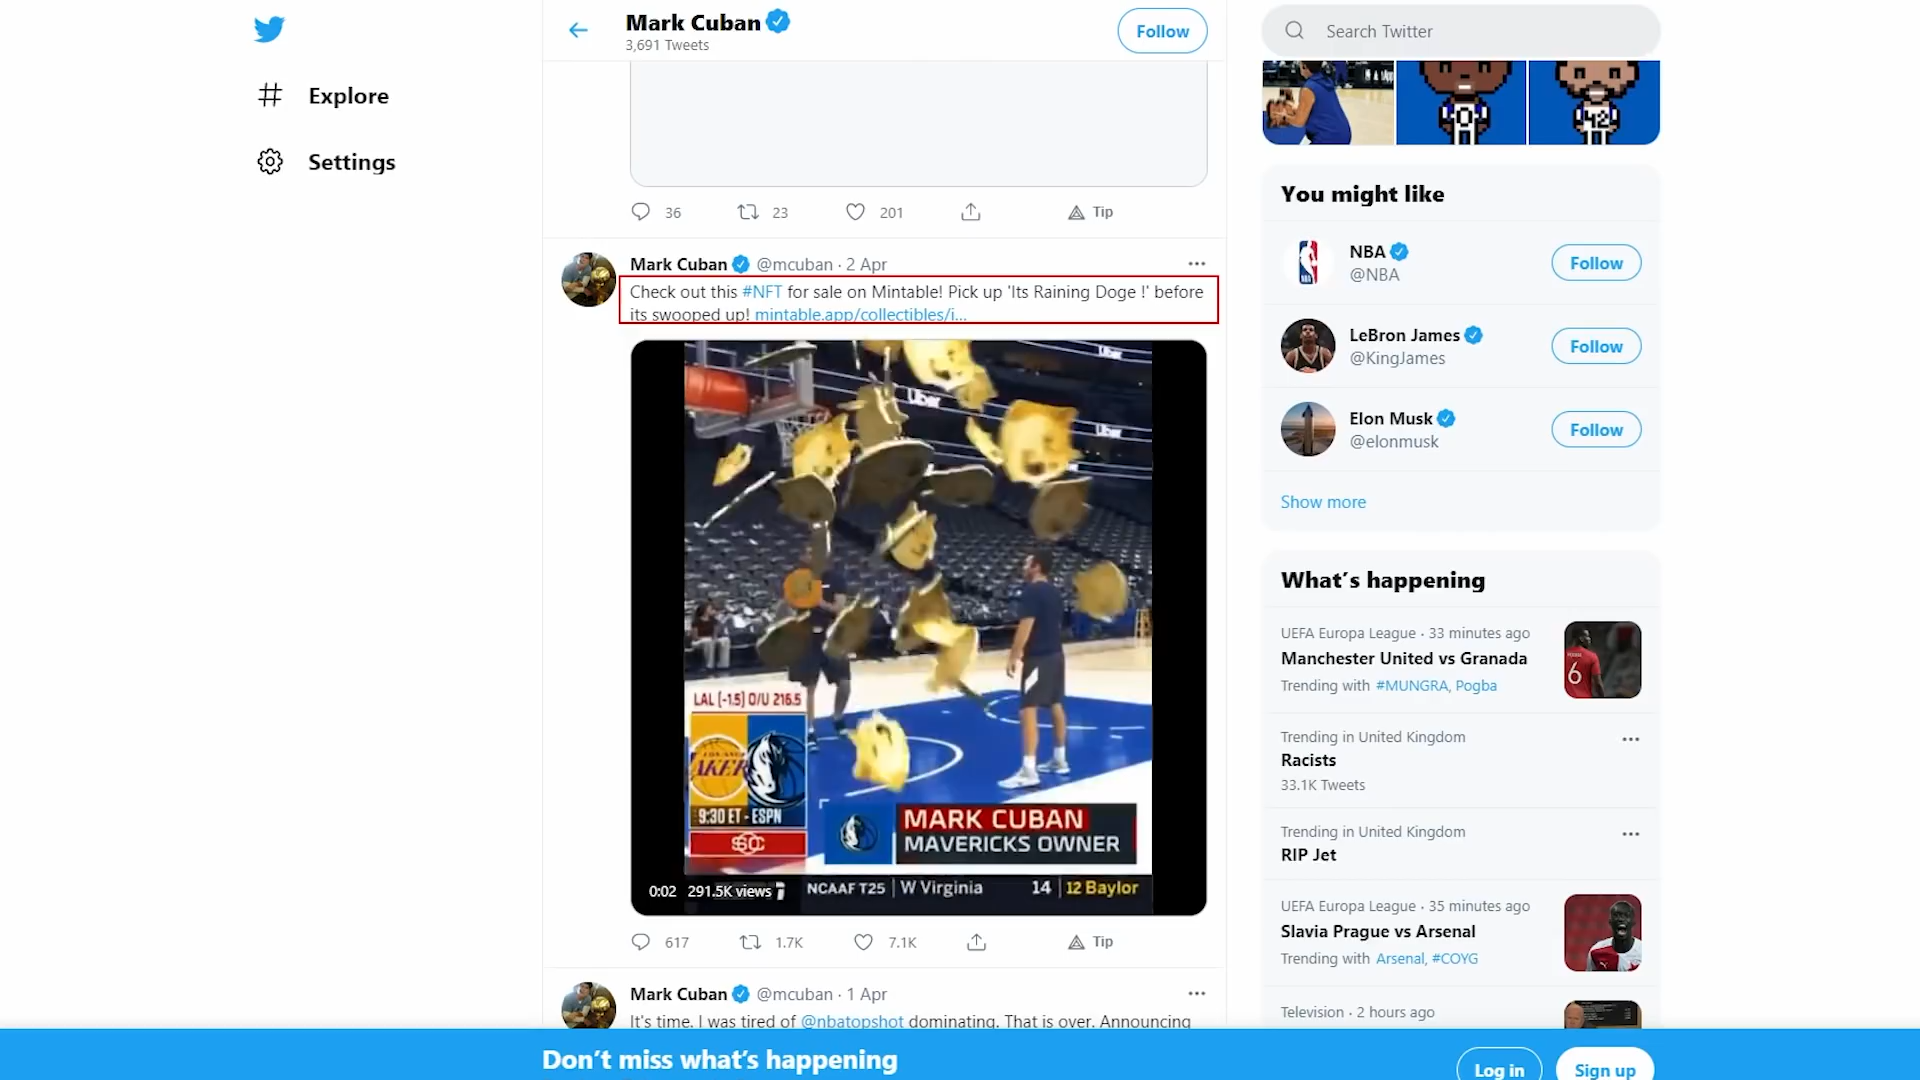 Explore
Settings
Mark Cuban
3,691 Tweets
Follow
36
23
201
Tip
Mark Cuban @mcuban · 2 Apr
Check out this #NFT for sale on Mintable! Pick up 'Its Raining Doge !' before
its swooped up! mintable.app/collectibles/i...
Uber
Uber
Uber
LAL [-1.5] O/U 216.5
9:30 ET - ESPN
SC
MARK CUBAN
MAVERICKS OWNER
0:02 291.5K views
NCAAF T25 W Virginia 14 12 Baylor
617
1.7K
7.1K
Tip
Mark Cuban @mcuban · 1 Apr
It's time. I was tired of @nbatopshot dominating. That is over. Announcing
Search Twitter
0
42
You might like
NBA
@NBA
Follow
LeBron James
@KingJames
Follow
Elon Musk
@elonmusk
Follow
Show more
What's happening
UEFA Europa League · 33 minutes ago
Manchester United vs Granada
Trending with #MUNGRA, Pogba
6
Trending in United Kingdom
Racists
33.1K Tweets
Trending in United Kingdom
RIP Jet
UEFA Europa League · 35 minutes ago
Slavia Prague vs Arsenal
Trending with Arsenal, #COYG
Television · 2 hours ago
Don't miss what's happening
Log in
Sign up